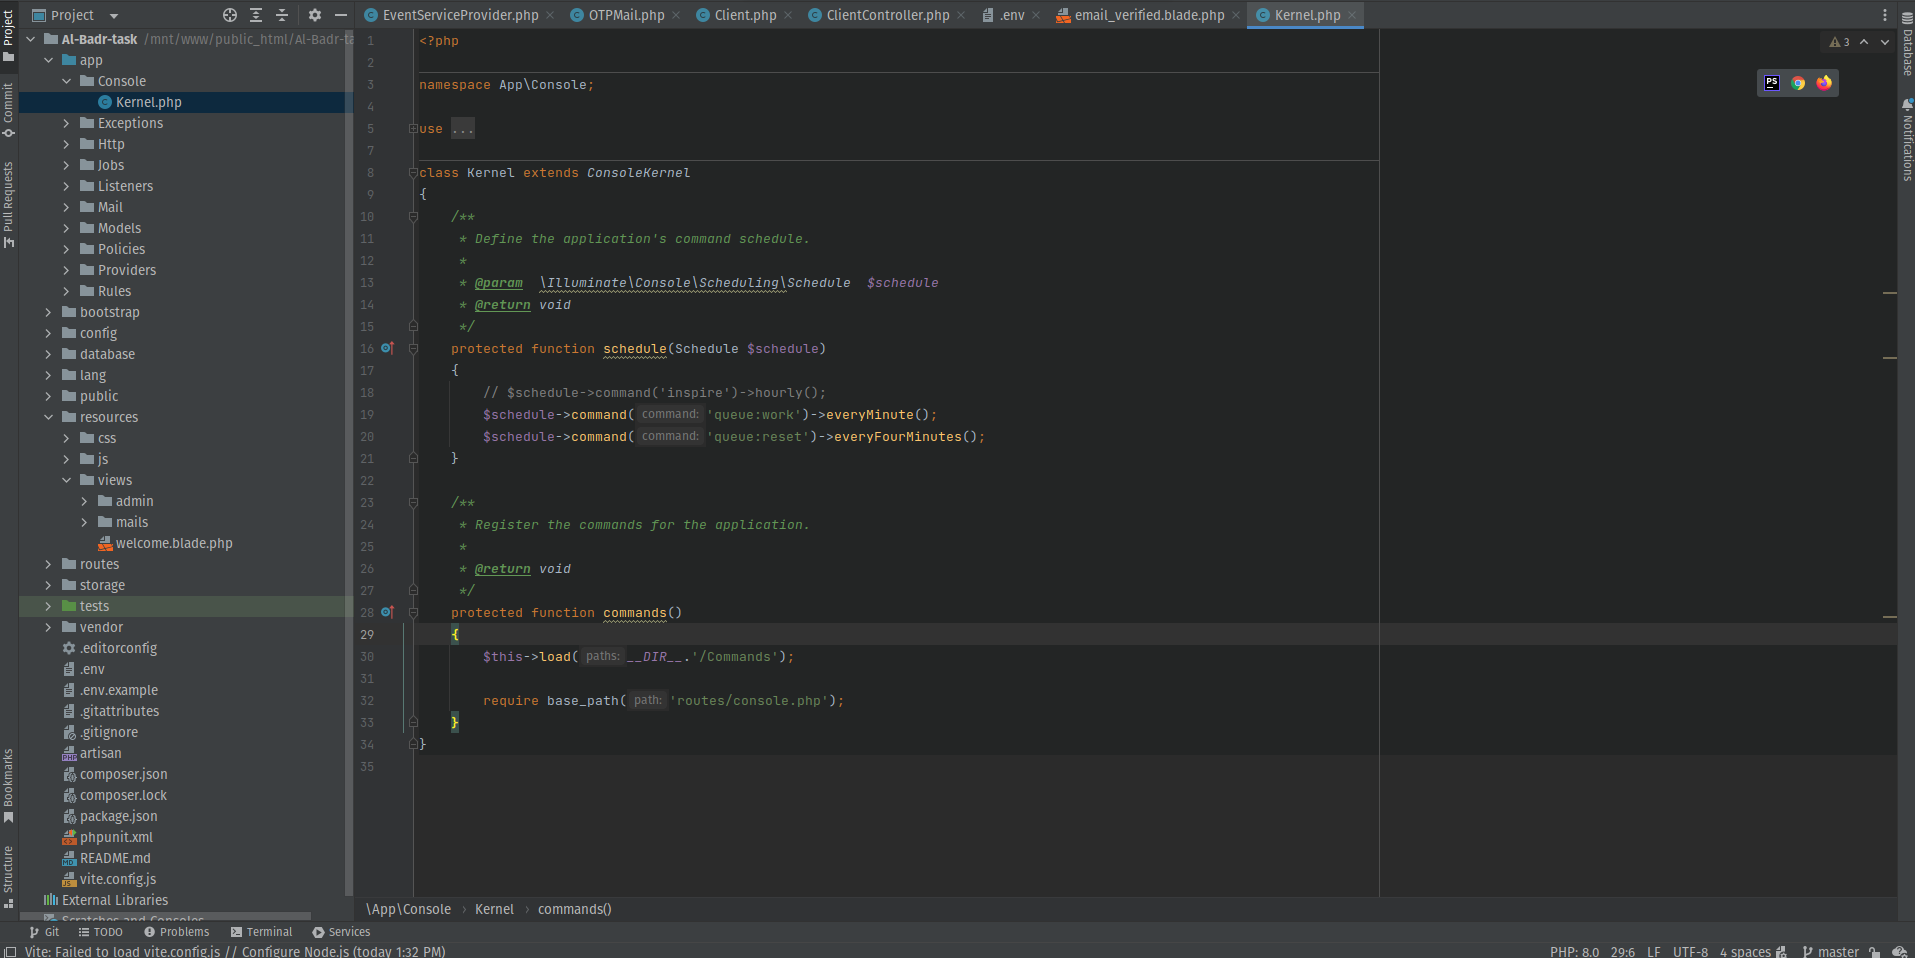 Project
EventServiceProvider.php
OTPMail.php
Client.php
ClientController.php
.env
email_verified.blade.php
Kernel.php
Project
Commit
Pull Requests
Bookmarks
Structure
Al-Badr-task /mnt/www/public_html/Al-Badr-ta
app
Console
Kernel.php
Exceptions
Http
Jobs
Listeners
Mail
Models
Policies
Providers
Rules
bootstrap
config
database
lang
public
resources
css
js
views
admin
mails
welcome.blade.php
routes
storage
tests
vendor
.editorconfig
.env
.env.example
.gitattributes
.gitignore
artisan
composer.json
composer.lock
package.json
phpunit.xml
README.md
vite.config.js
External Libraries
Scratches and Consoles
1 <?php
2
3 namespace App\Console;
4
5 use ...
7
8 class Kernel extends ConsoleKernel
9 {
10 /**
11 * Define the application's command schedule.
12 *
13 * @param \Illuminate\Console\Scheduling\Schedule $schedule
14 * @return void
15 */
16 protected function schedule(Schedule $schedule)
17 {
18 // $schedule->command('inspire')->hourly();
19 $schedule->command( command: 'queue:work')->everyMinute();
20 $schedule->command( command: 'queue:reset')->everyFourMinutes();
21 }
22
23 /**
24 * Register the commands for the application.
25 *
26 * @return void
27 */
28 protected function commands()
29 {
30 $this->load( paths: __DIR__.'/Commands');
31
32 require base_path( path: 'routes/console.php');
33 }
34 }
35
3
PS
Database
Notifications
\App\Console › Kernel › commands()
Git
TODO
Problems
Terminal
Services
Vite: Failed to load vite.config.js // Configure Node.js (today 1:32 PM)
PHP: 8.0 29:6 LF UTF-8 4 spaces master